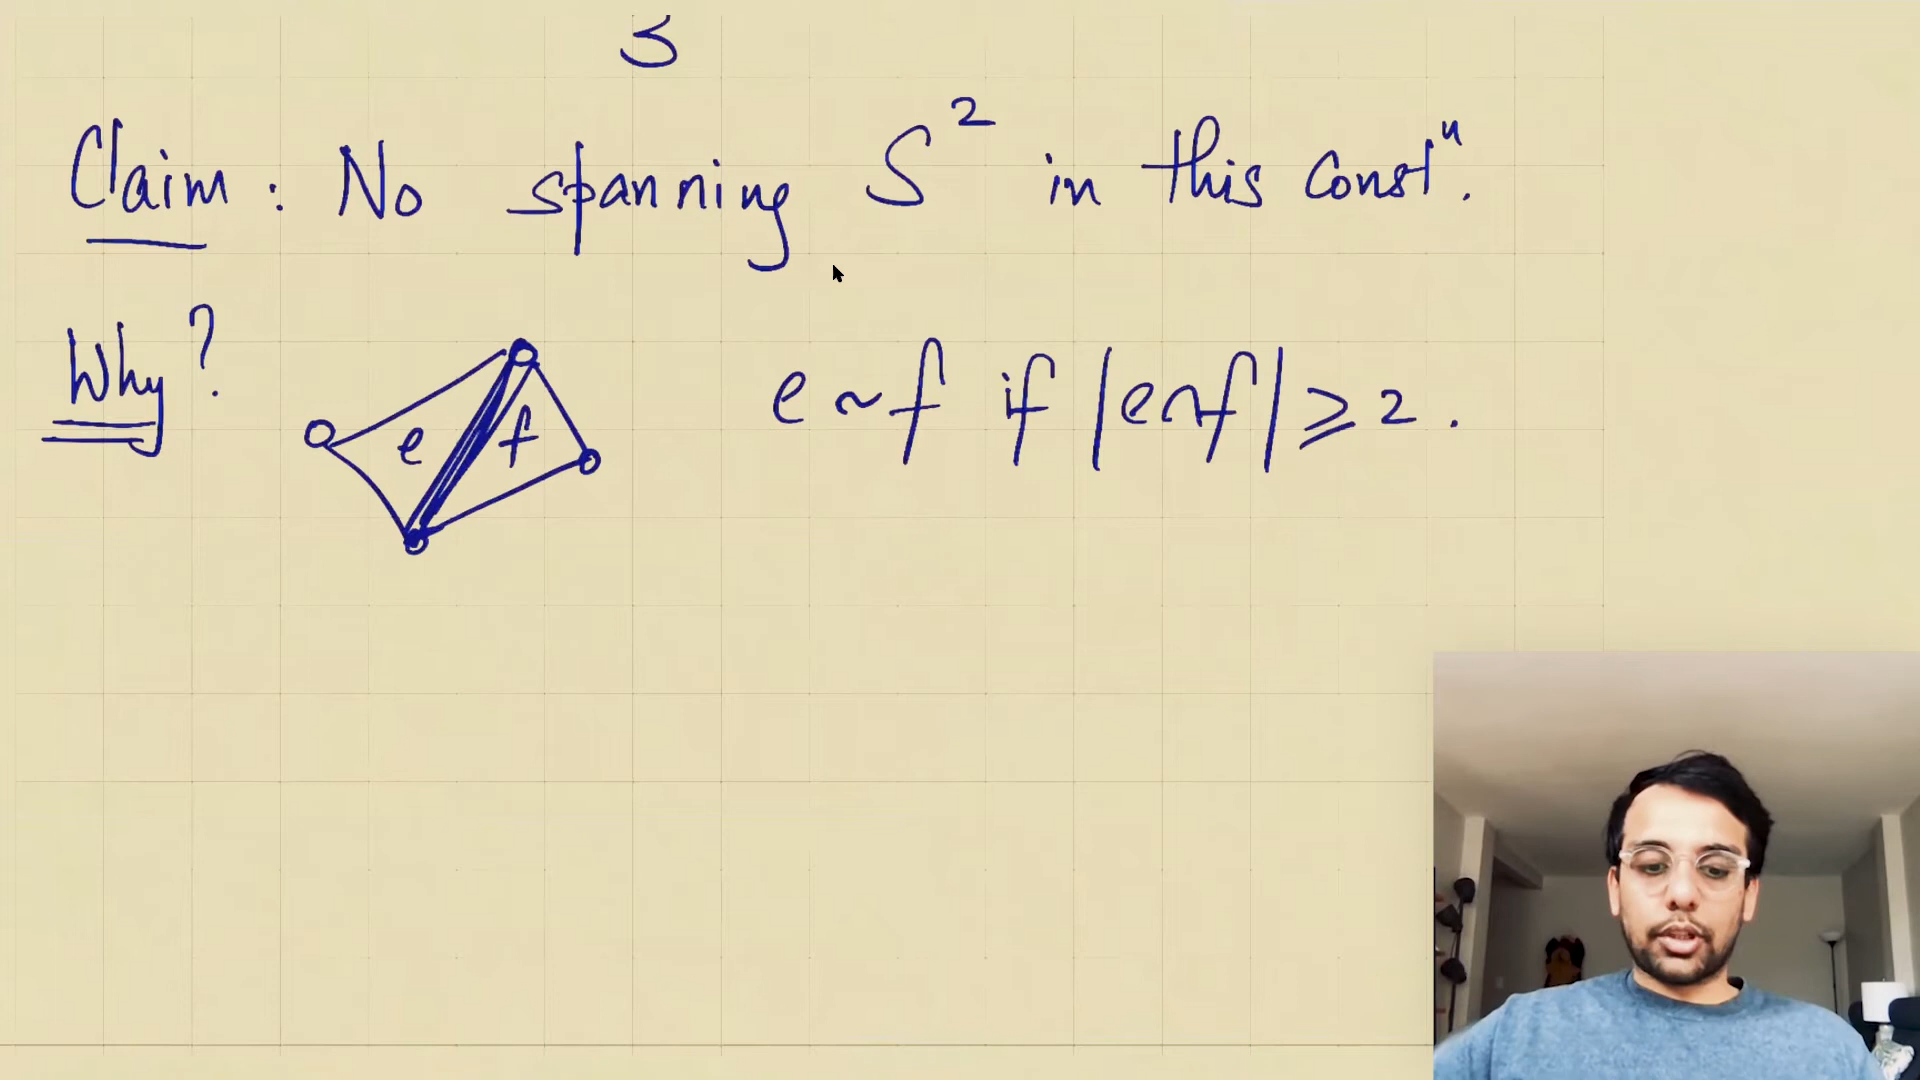 3
Claim: No spanning S² in this constⁿ.
Why?
e f
e ~ f if |e∩f| ⩾ 2.